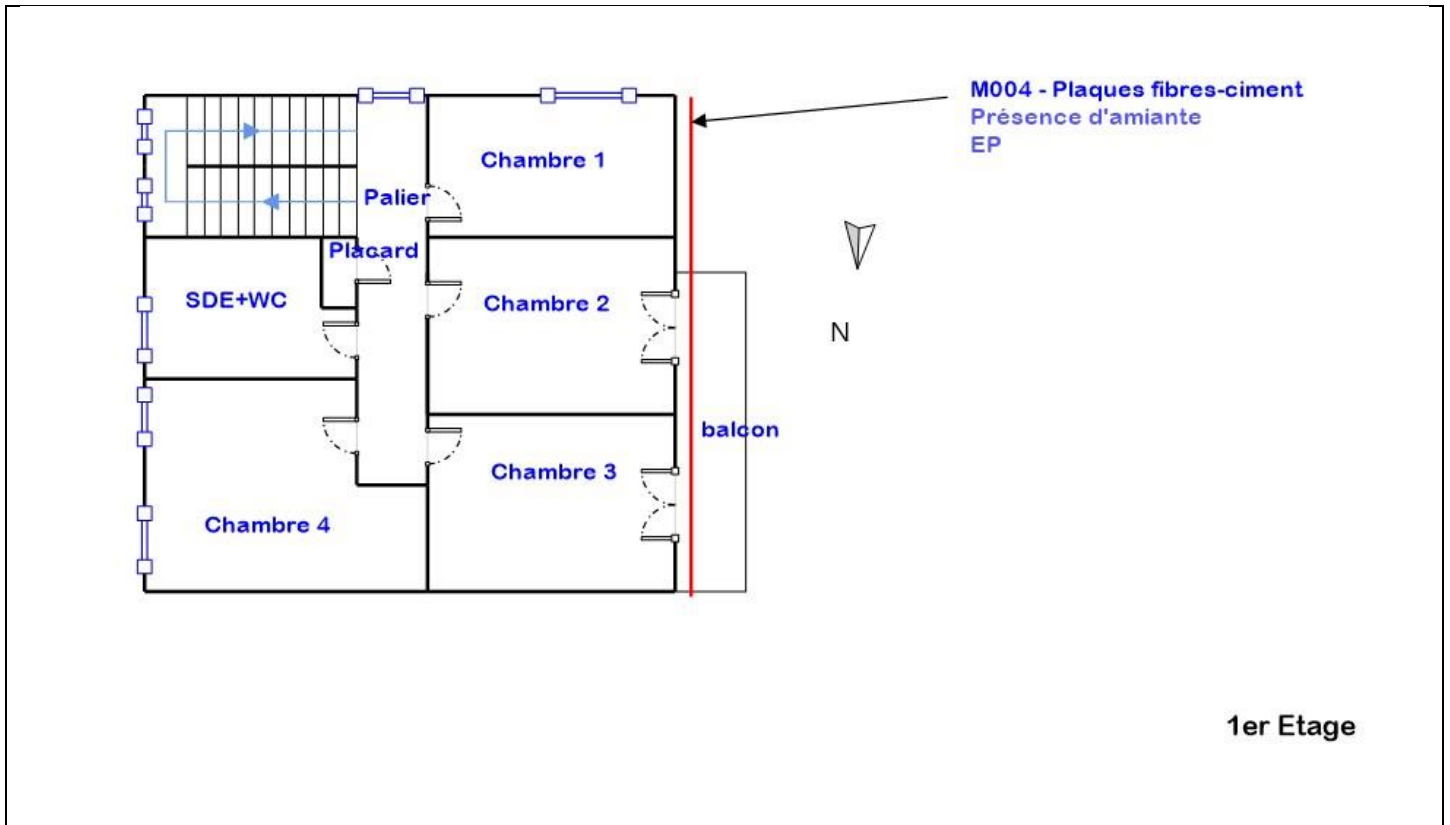 M004 - Plaques fibres-ciment
Présence d'amiante
EP
Chambre 1
Palier
Placard
SDE+WC
Chambre 2
N
balcon
Chambre 3
Chambre 4
1er Etage